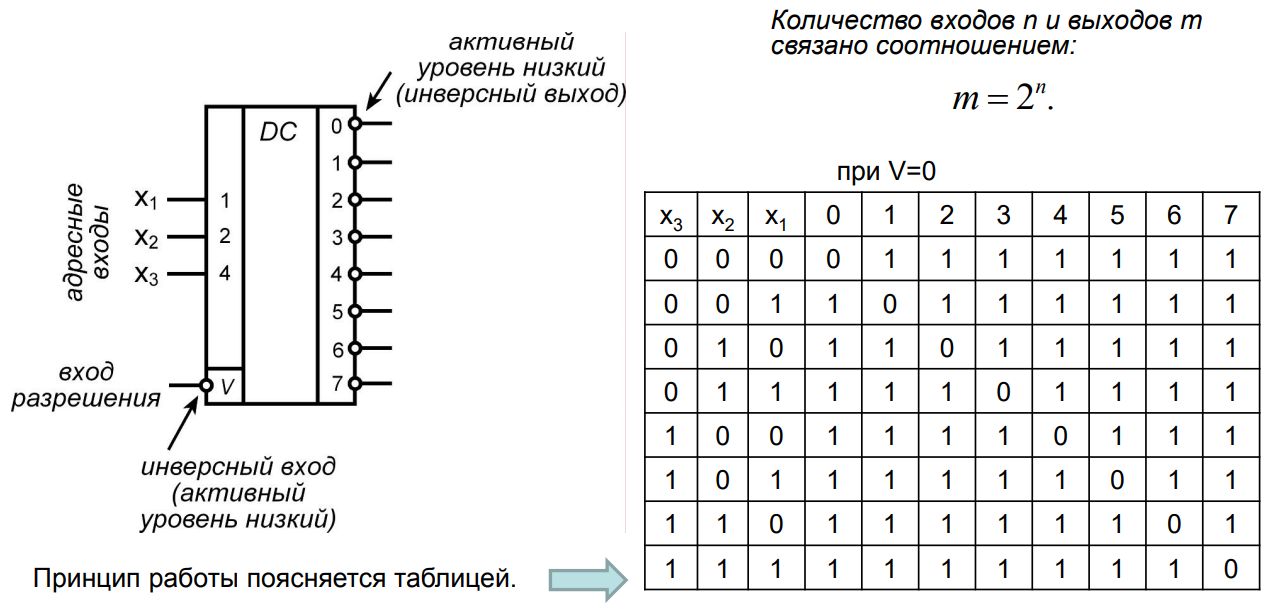 активный
уровень низкий
(инверсный выход)
DC
0
1
2
3
4
5
6
7
адресные
входы
x1
x2
x3
1
2
4
V
вход
разрешения
инверсный вход
(активный
уровень низкий)
Принцип работы поясняется таблицей.
Количество входов n и выходов m
связано соотношением:
m = 2ⁿ.
при V=0
x3 x2 x1 0 1 2 3 4 5 6 7
0 0 0 0 1 1 1 1 1 1 1
0 0 1 1 0 1 1 1 1 1 1
0 1 0 1 1 0 1 1 1 1 1
0 1 1 1 1 1 0 1 1 1 1
1 0 0 1 1 1 1 0 1 1 1
1 0 1 1 1 1 1 1 0 1 1
1 1 0 1 1 1 1 1 1 0 1
1 1 1 1 1 1 1 1 1 1 0